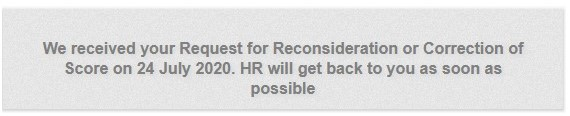 We received your Request for Reconsideration or Correction of
Score on 24 July 2020. HR will get back to you as soon as
possible